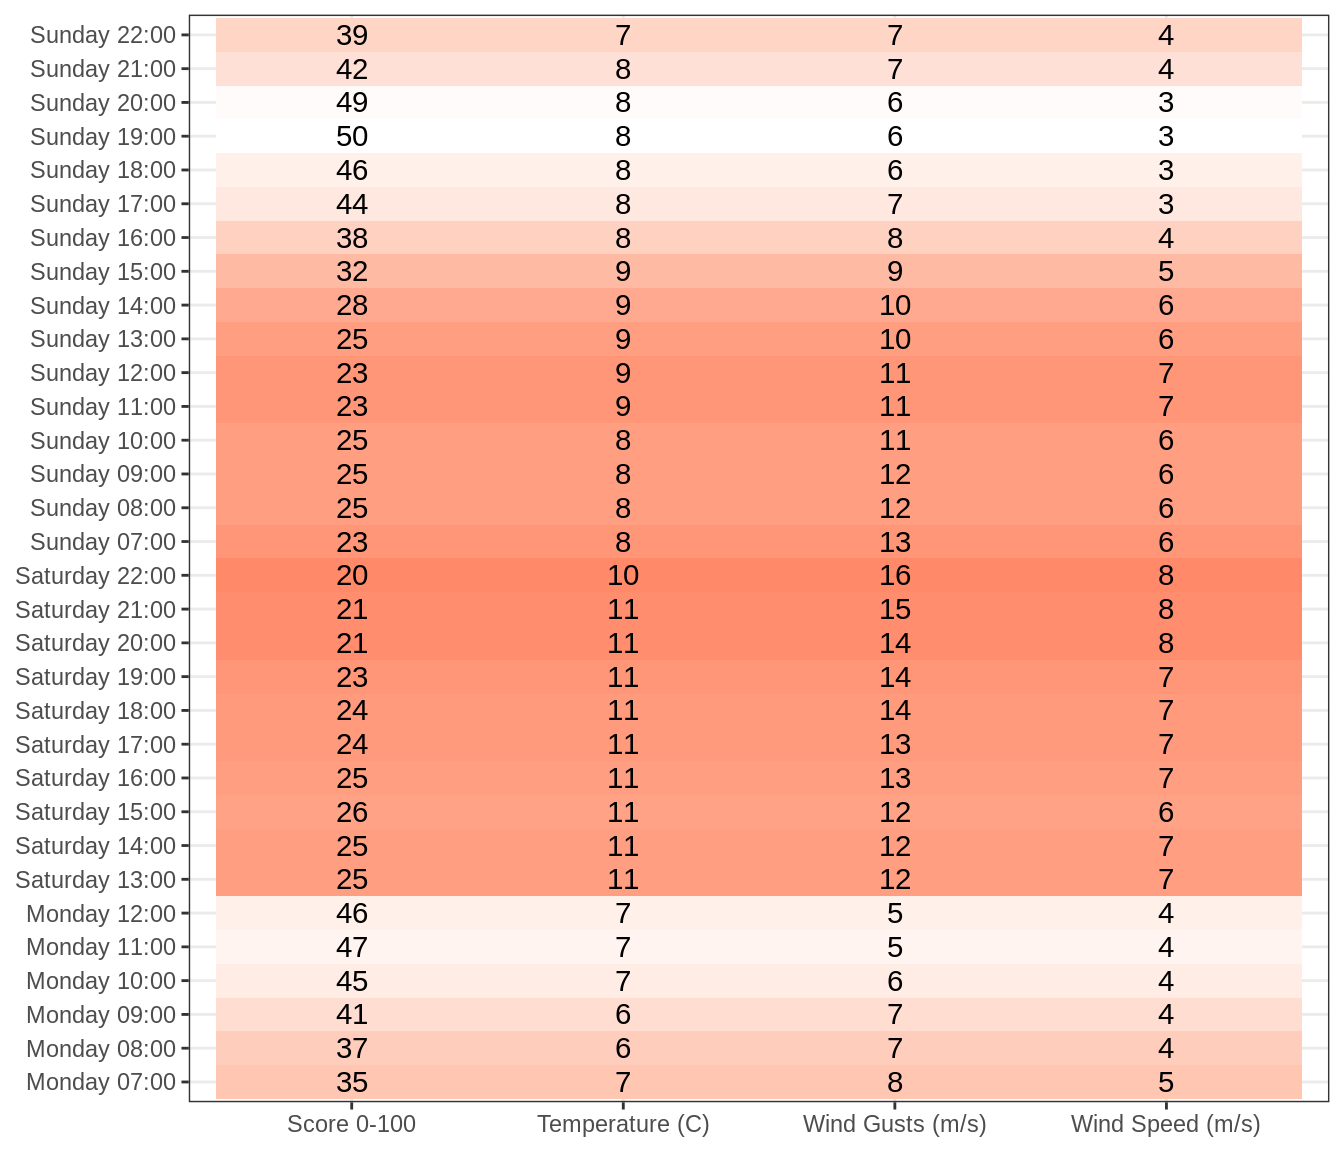 Sunday 22:00 39 7 7 4
Sunday 21:00 42 8 7 4
Sunday 20:00 49 8 6 3
Sunday 19:00 50 8 6 3
Sunday 18:00 46 8 6 3
Sunday 17:00 44 8 7 3
Sunday 16:00 38 8 8 4
Sunday 15:00 32 9 9 5
Sunday 14:00 28 9 10 6
Sunday 13:00 25 9 10 6
Sunday 12:00 23 9 11 7
Sunday 11:00 23 9 11 7
Sunday 10:00 25 8 11 6
Sunday 09:00 25 8 12 6
Sunday 08:00 25 8 12 6
Sunday 07:00 23 8 13 6
Saturday 22:00 20 10 16 8
Saturday 21:00 21 11 15 8
Saturday 20:00 21 11 14 8
Saturday 19:00 23 11 14 7
Saturday 18:00 24 11 14 7
Saturday 17:00 24 11 13 7
Saturday 16:00 25 11 13 7
Saturday 15:00 26 11 12 6
Saturday 14:00 25 11 12 7
Saturday 13:00 25 11 12 7
Monday 12:00 46 7 5 4
Monday 11:00 47 7 5 4
Monday 10:00 45 7 6 4
Monday 09:00 41 6 7 4
Monday 08:00 37 6 7 4
Monday 07:00 35 7 8 5
Score 0-100 Temperature (C) Wind Gusts (m/s) Wind Speed (m/s)